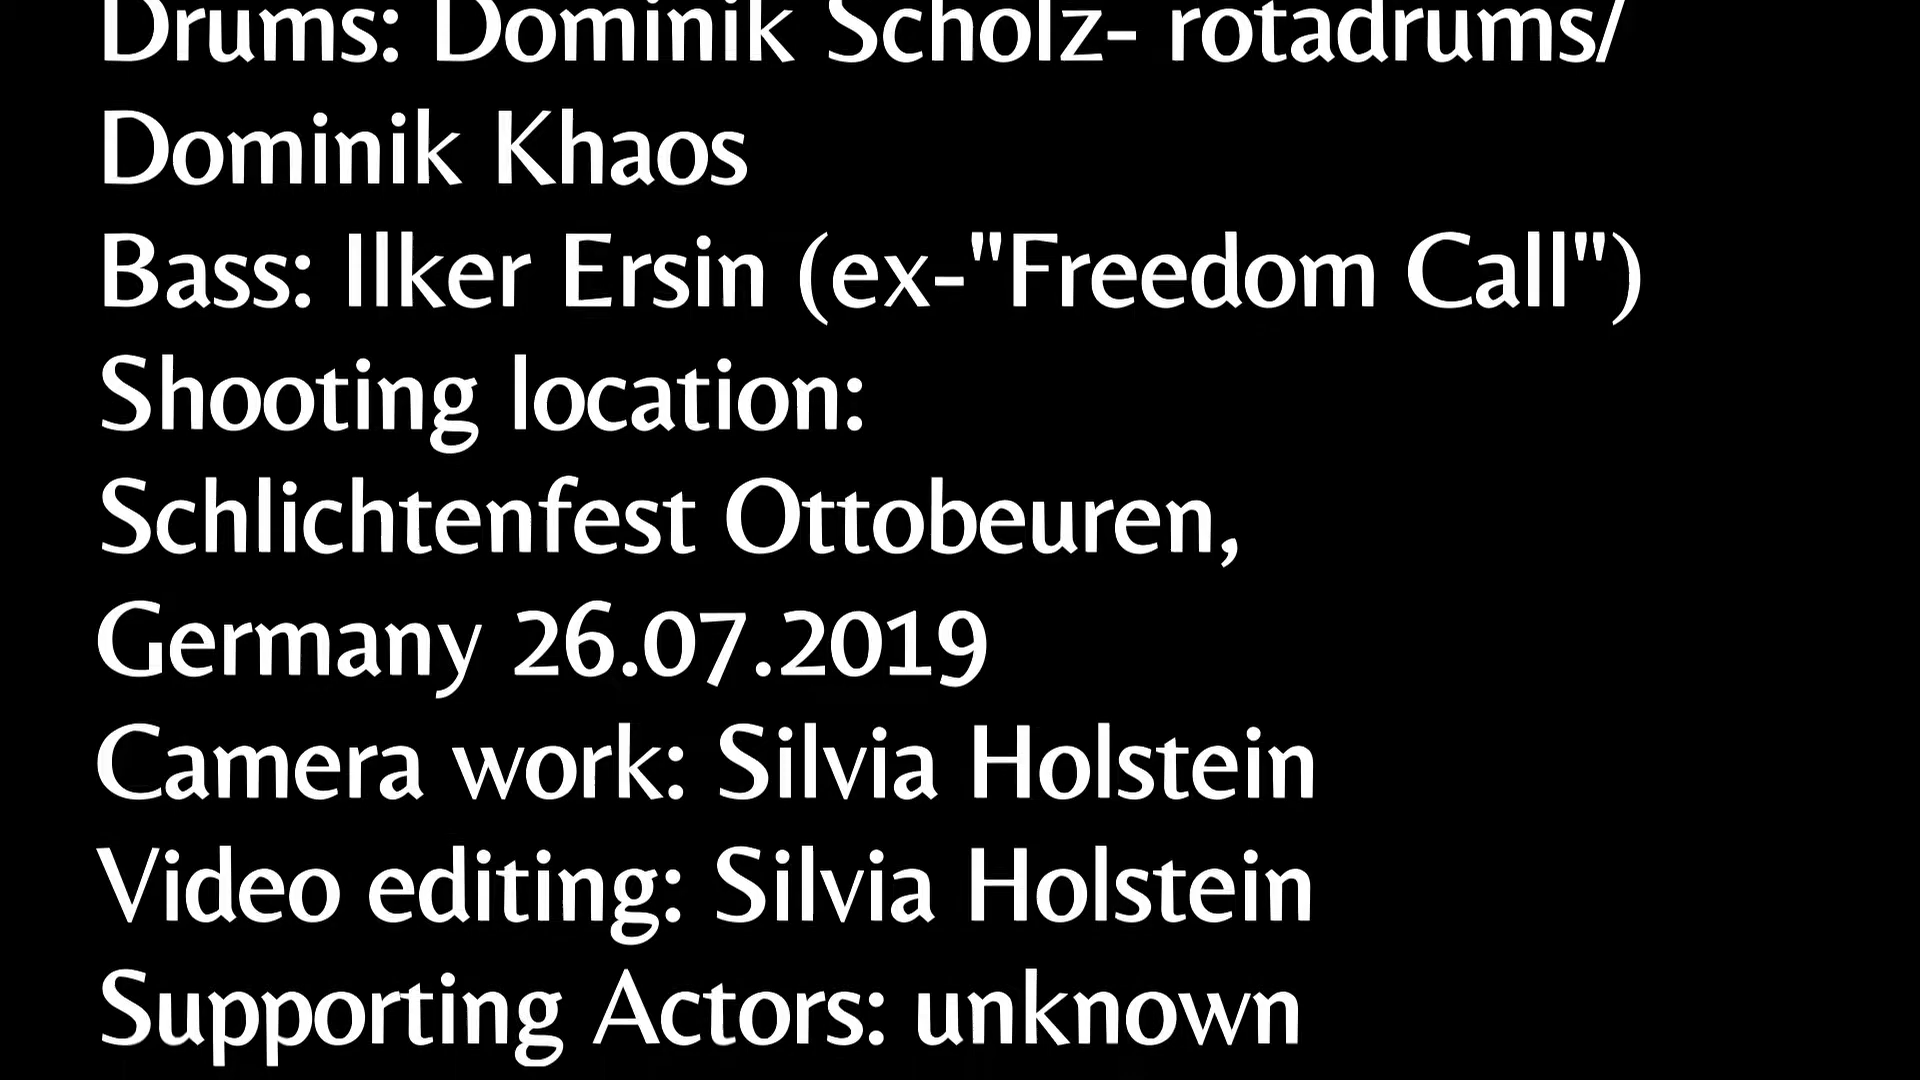 Drums: Dominik Scholz- rotadrums/
Dominik Khaos
Bass: Ilker Ersin (ex-"Freedom Call")
Shooting location:
Schlichtenfest Ottobeuren,
Germany 26.07.2019
Camera work: Silvia Holstein
Video editing: Silvia Holstein
Supporting Actors: unknown